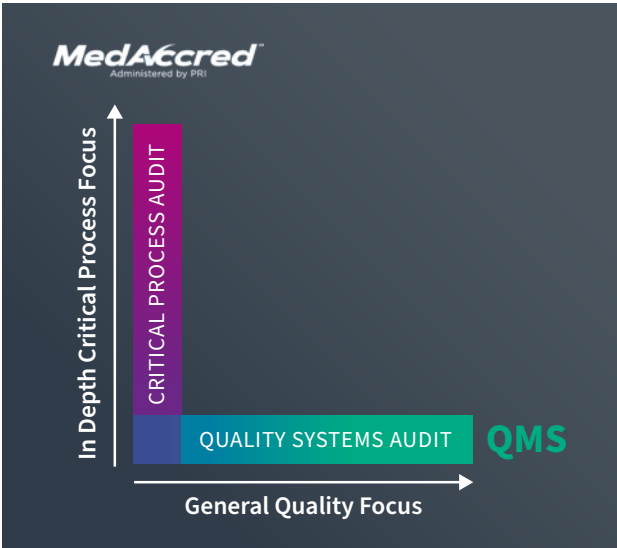 MedAccred™
Administered by PRI
In Depth Critical Process Focus
CRITICAL PROCESS AUDIT
QUALITY SYSTEMS AUDIT
QMS
General Quality Focus